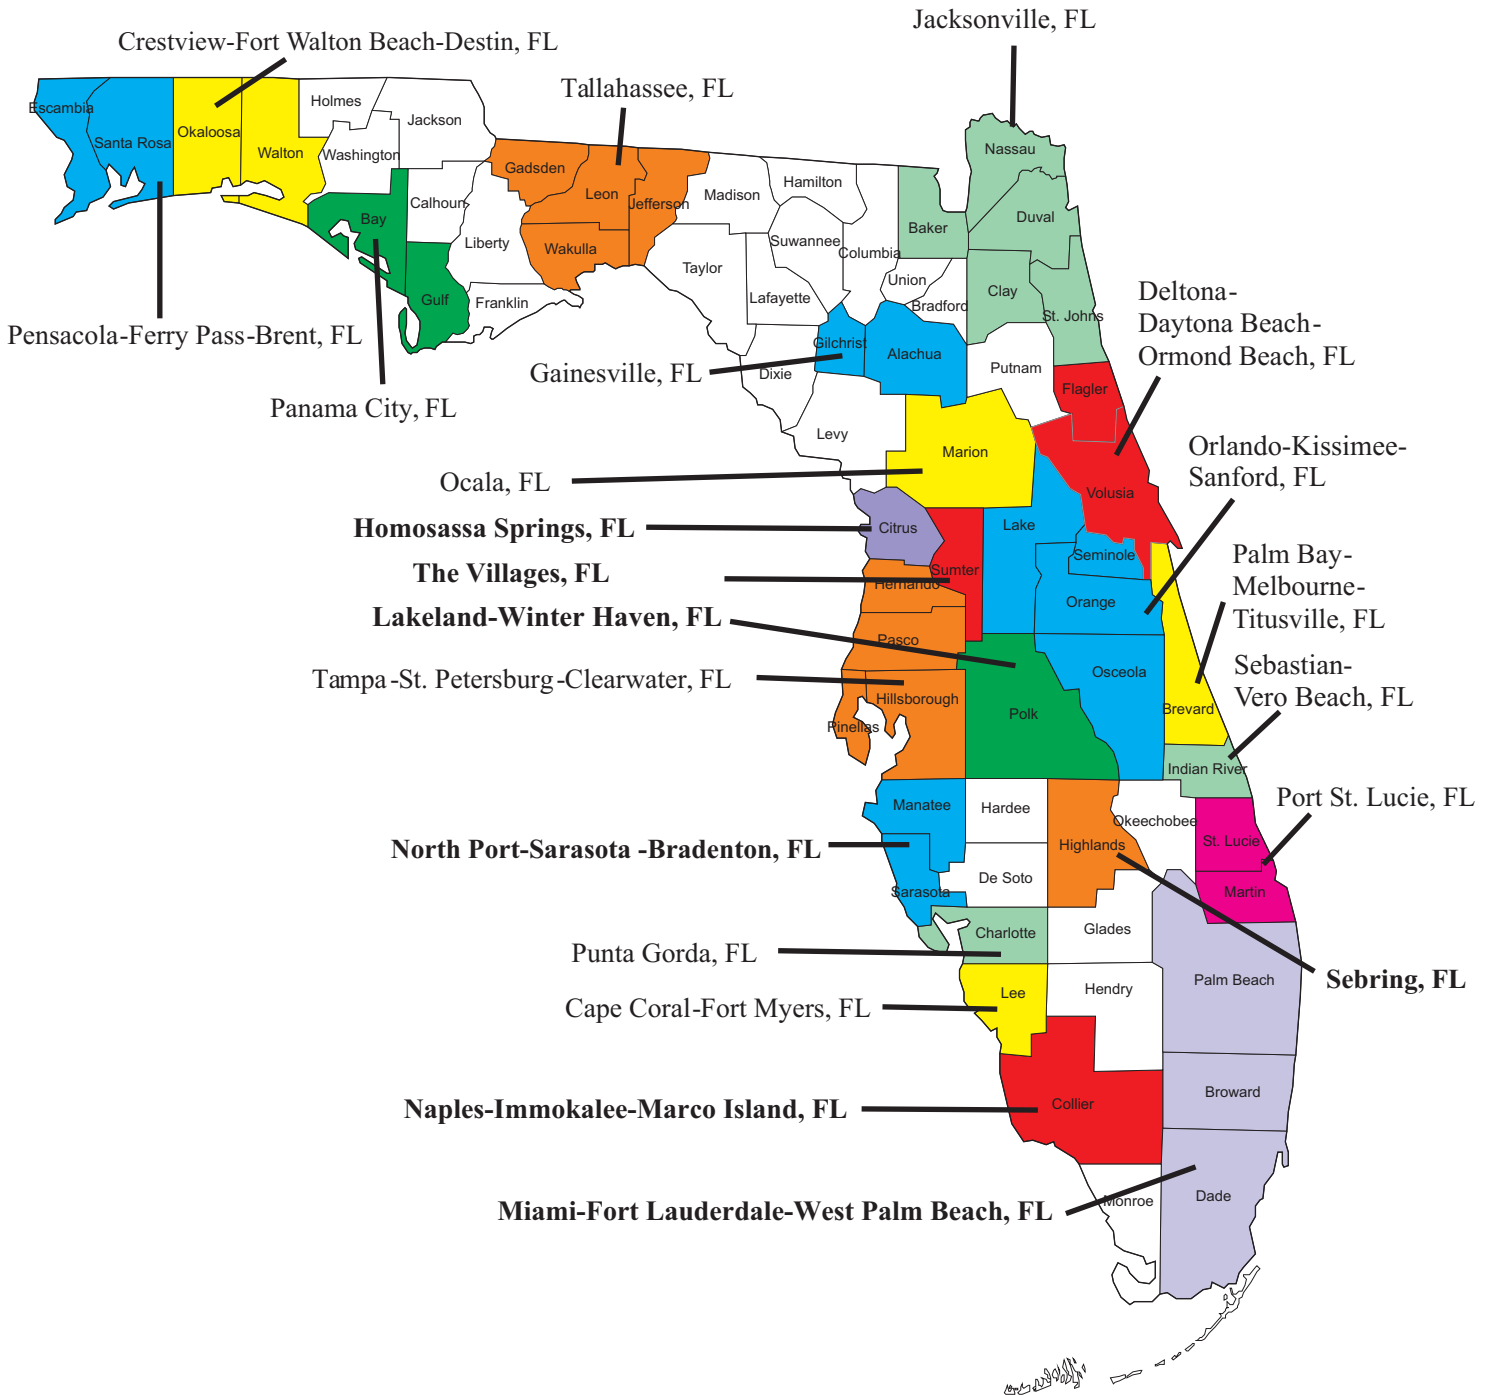 Jacksonville, FL
Crestview-Fort Walton Beach-Destin, FL
Tallahassee, FL
Escambia
Santa Rosa
Okaloosa
Walton
Holmes
Washington
Jackson
Bay
Calhoun
Gulf
Liberty
Franklin
Gadsden
Leon
Jefferson
Wakulla
Madison
Hamilton
Taylor
Suwannee
Lafayette
Columbia
Baker
Union
Bradford
Nassau
Duval
Clay
St. Johns
Pensacola-Ferry Pass-Brent, FL
Panama City, FL
Gainesville, FL
Gilchrist
Alachua
Dixie
Levy
Putnam
Flagler
Deltona-
Daytona Beach-
Ormond Beach, FL
Marion
Volusia
Ocala, FL
Orlando-Kissimee-
Sanford, FL
Homosassa Springs, FL
Citrus
The Villages, FL
Sumter
Hernando
Lake
Seminole
Orange
Palm Bay-
Melbourne-
Titusville, FL
Lakeland-Winter Haven, FL
Pasco
Tampa-St. Petersburg-Clearwater, FL
Hillsborough
Pinellas
Polk
Osceola
Brevard
Sebastian-
Vero Beach, FL
Indian River
Port St. Lucie, FL
Manatee
Hardee
Highlands
Okeechobee
St. Lucie
North Port-Sarasota -Bradenton, FL
Sarasota
De Soto
Martin
Punta Gorda, FL
Charlotte
Glades
Palm Beach
Sebring, FL
Cape Coral-Fort Myers, FL
Lee
Hendry
Naples-Immokalee-Marco Island, FL
Collier
Broward
Miami-Fort Lauderdale-West Palm Beach, FL
Monroe
Dade